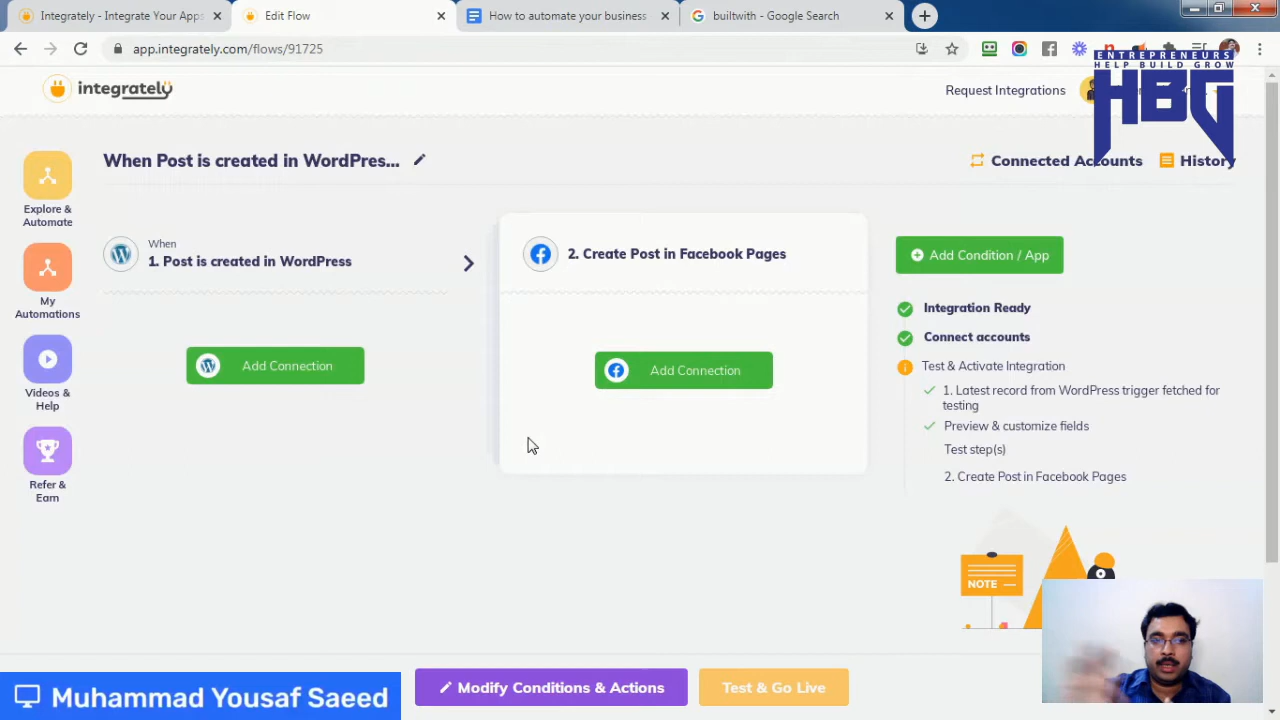 Integrately - Integrate Your Apps
Edit Flow
How to automate your business
builtwith - Google Search
app.integrately.com/flows/91725
integrately
Request Integrations
ENTREPRENEURS
HELP BUILD GROW
HBG
When Post is created in WordPres...
Connected Accounts
History
Explore &
Automate
My
Automations
Videos &
Help
Refer &
Earn
When
1. Post is created in WordPress
Add Connection
2. Create Post in Facebook Pages
Add Connection
Add Condition / App
Integration Ready
Connect accounts
Test & Activate Integration
1. Latest record from WordPress trigger fetched for
testing
Preview & customize fields
Test step(s)
2. Create Post in Facebook Pages
NOTE
Modify Conditions & Actions
Test & Go Live
Muhammad Yousaf Saeed